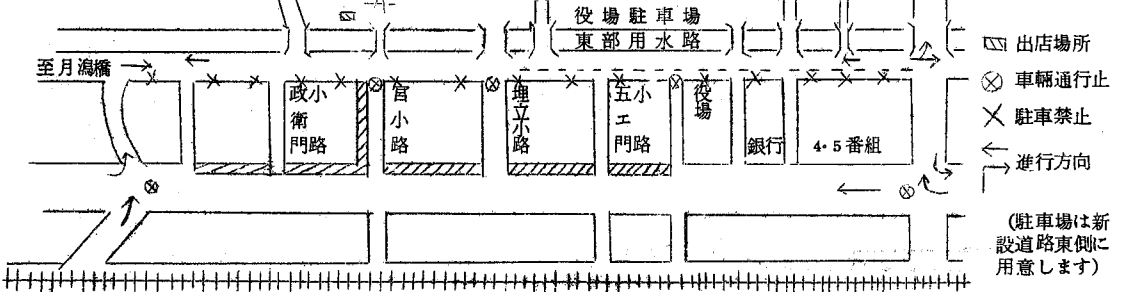 役場駐車場
東部用水路
至月潟橋
小路
政衛門
宮小路
埋立小路
小路
五エ門
役場
銀行
4・5番組
出店場所
車輛通行止
駐車禁止
進行方向
(駐車場は新
設道路東側に
用意します)